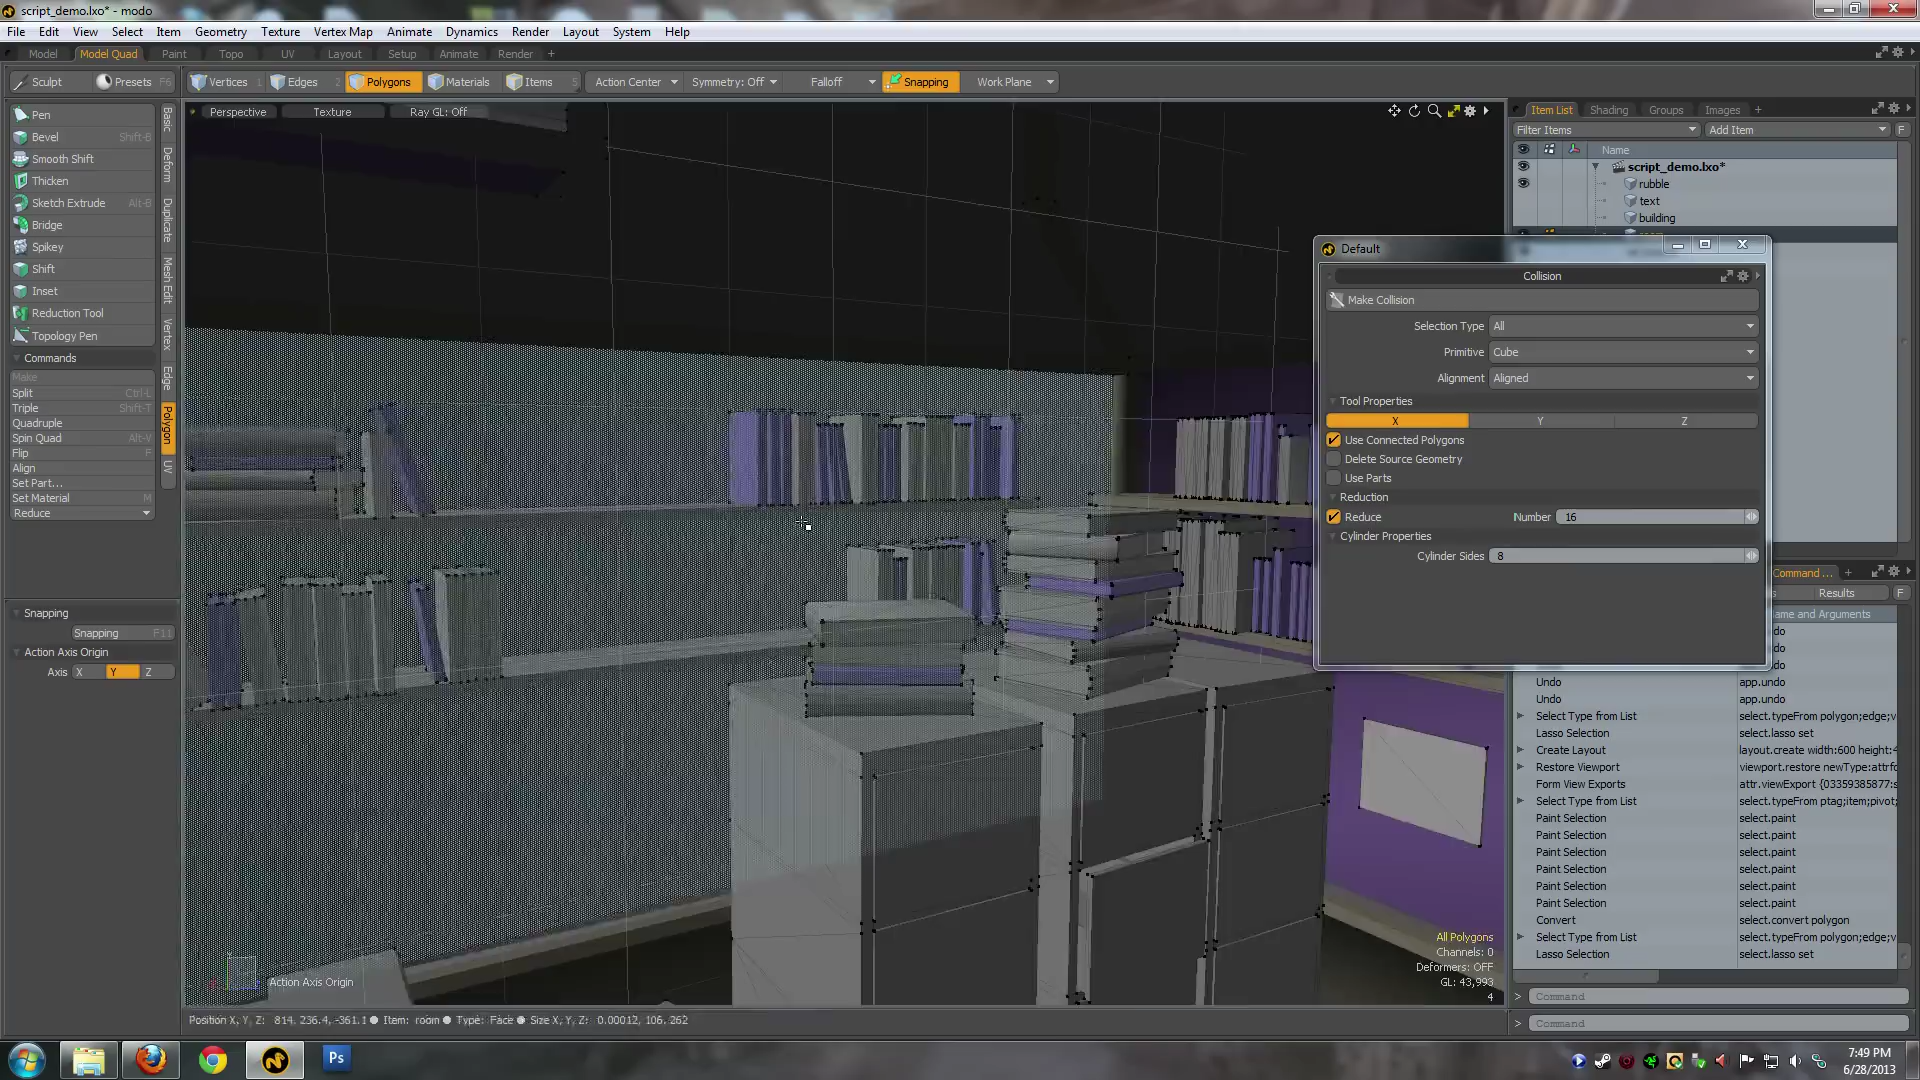 script_demo.lxo* - modo
File Edit View Select Item Geometry Texture Vertex Map Animate Dynamics Render Layout System Help
Model Model Quad Paint Topo UV Layout Setup Animate Render +
Sculpt Presets F6 Vertices 1 Edges 2 Polygons Materials Items 5 Action Center Symmetry: Off Falloff Snapping Work Plane
Perspective Texture Ray GL: Off
Pen
Bevel Shift-B
Smooth Shift
Thicken
Sketch Extrude Alt-B
Bridge
Spikey
Shift
Inset
Reduction Tool
Topology Pen
Commands
Make
Split Ctrl-L
Triple Shift-T
Quadruple
Spin Quad Alt-V
Flip F
Align
Set Part...
Set Material M
Reduce
Basic
Deform
Duplicate
Mesh Edit
Vertex
Edge
Polygon
UV
Snapping
Snapping F11
Action Axis Origin
Axis X Y Z
Item List Shading Groups Images +
Filter Items Add Item F
Name
script_demo.lxo*
rubble
text
building
Default
Collision
Make Collision
Selection Type All
Primitive Cube
Alignment Aligned
Tool Properties
X Y Z
Use Connected Polygons
Delete Source Geometry
Use Parts
Reduction
Reduce Number 16
Cylinder Properties
Cylinder Sides 8
Command ... +
s Results F
ame and Arguments
do
do
do
Undo app.undo
Undo app.undo
Select Type from List select.typeFrom polygon;edge;v
Lasso Selection select.lasso set
Create Layout layout.create width:600 height:4
Restore Viewport viewport.restore newType:attrfo
Form View Exports attr.viewExport {03359385877:s
Select Type from List select.typeFrom ptag;item;pivot;
Paint Selection select.paint
Paint Selection select.paint
Paint Selection select.paint
Paint Selection select.paint
Paint Selection select.paint
Paint Selection select.paint
Convert select.convert polygon
Select Type from List select.typeFrom polygon;edge;v
Lasso Selection select.lasso set
> Command
> Command
All Polygons
Channels: 0
Deformers: OFF
GL: 43,993
4
Action Axis Origin
Position X, Y, Z: 814, 236.4, -361.1 Item: room Type: Face Size X, Y, Z: 0.00012, 106, 262
Ps
7:49 PM
6/28/2013